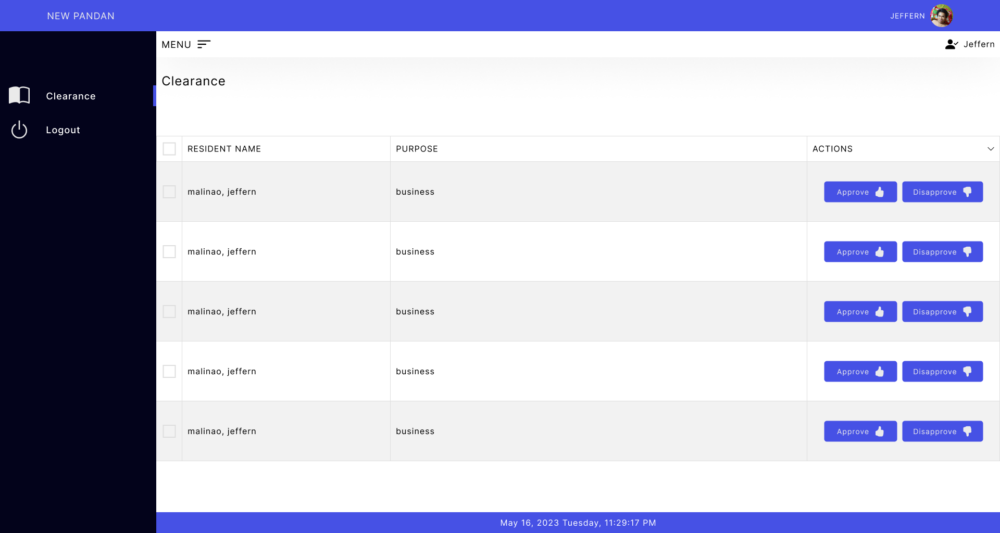 NEW PANDAN
JEFFERN
MENU
Jeffern
Clearance
Clearance
Logout
RESIDENT NAME PURPOSE ACTIONS
malinao, jeffern business Approve Disapprove
malinao, jeffern business Approve Disapprove
malinao, jeffern business Approve Disapprove
malinao, jeffern business Approve Disapprove
malinao, jeffern business Approve Disapprove
May 16, 2023 Tuesday, 11:29:17 PM